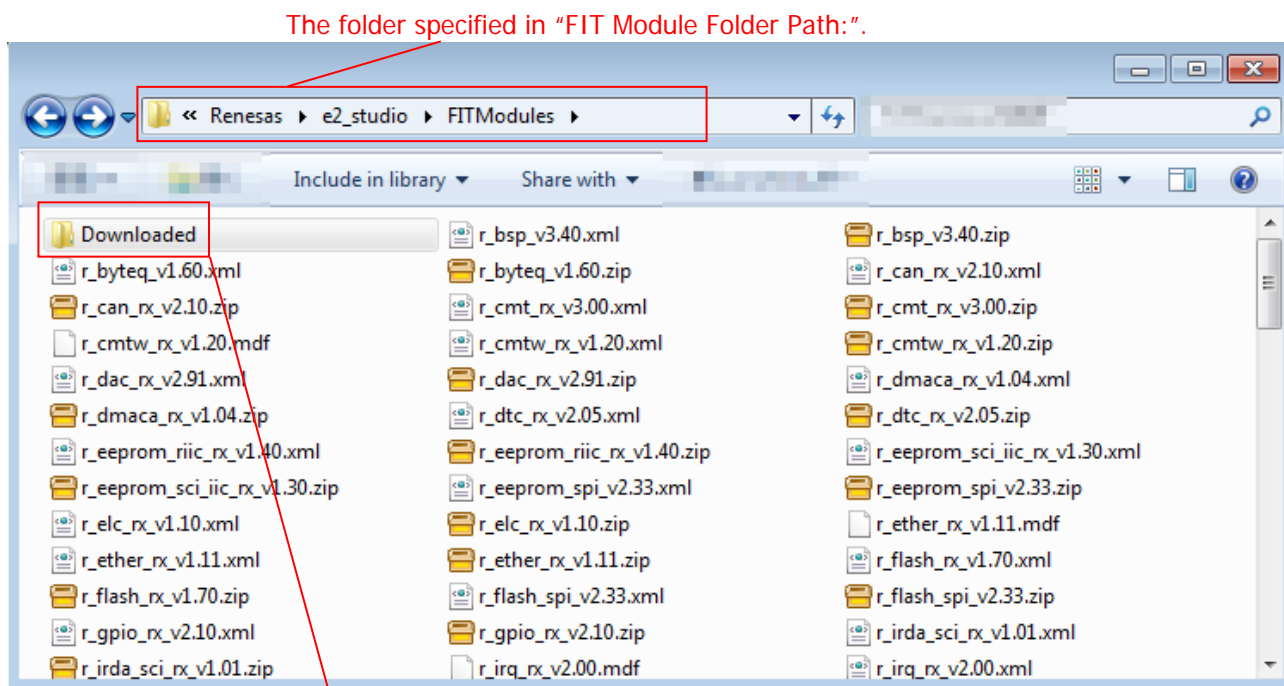 The folder specified in “FIT Module Folder Path:”.
« Renesas ▸ e2_studio ▸ FITModules ▸
Include in library ▼ Share with ▼
Downloaded r_bsp_v3.40.xml r_bsp_v3.40.zip
r_byteq_v1.60.xml r_byteq_v1.60.zip r_can_rx_v2.10.xml
r_can_rx_v2.10.zip r_cmt_rx_v3.00.xml r_cmt_rx_v3.00.zip
r_cmtw_rx_v1.20.mdf r_cmtw_rx_v1.20.xml r_cmtw_rx_v1.20.zip
r_dac_rx_v2.91.xml r_dac_rx_v2.91.zip r_dmaca_rx_v1.04.xml
r_dmaca_rx_v1.04.zip r_dtc_rx_v2.05.xml r_dtc_rx_v2.05.zip
r_eeprom_riic_rx_v1.40.xml r_eeprom_riic_rx_v1.40.zip r_eeprom_sci_iic_rx_v1.30.xml
r_eeprom_sci_iic_rx_v1.30.zip r_eeprom_spi_v2.33.xml r_eeprom_spi_v2.33.zip
r_elc_rx_v1.10.xml r_elc_rx_v1.10.zip r_ether_rx_v1.11.mdf
r_ether_rx_v1.11.xml r_ether_rx_v1.11.zip r_flash_rx_v1.70.xml
r_flash_rx_v1.70.zip r_flash_spi_v2.33.xml r_flash_spi_v2.33.zip
r_gpio_rx_v2.10.xml r_gpio_rx_v2.10.zip r_irda_sci_rx_v1.01.xml
r_irda_sci_rx_v1.01.zip r_irq_rx_v2.00.mdf r_irq_rx_v2.00.xml